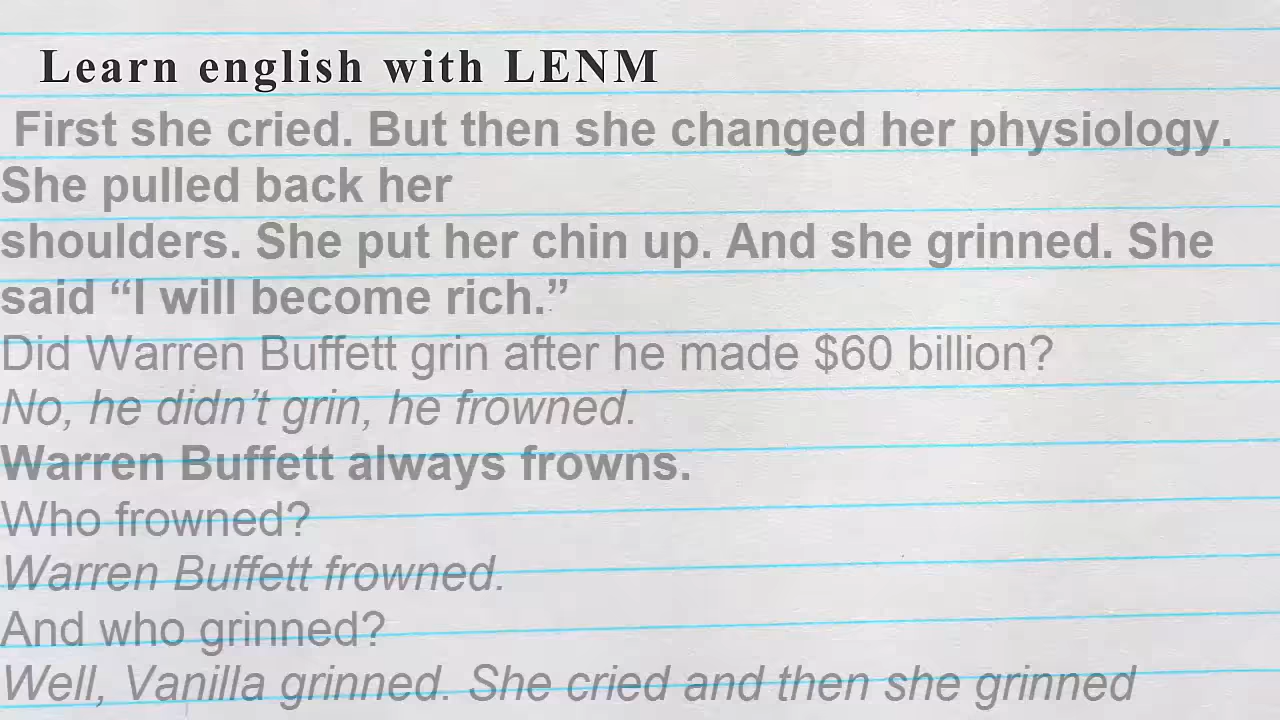 Learn english with LENM
First she cried. But then she changed her physiology.
She pulled back her
shoulders. She put her chin up. And she grinned. She
said “I will become rich.”
Did Warren Buffett grin after he made $60 billion?
No, he didn’t grin, he frowned.
Warren Buffett always frowns.
Who frowned?
Warren Buffett frowned.
And who grinned?
Well, Vanilla grinned. She cried and then she grinned